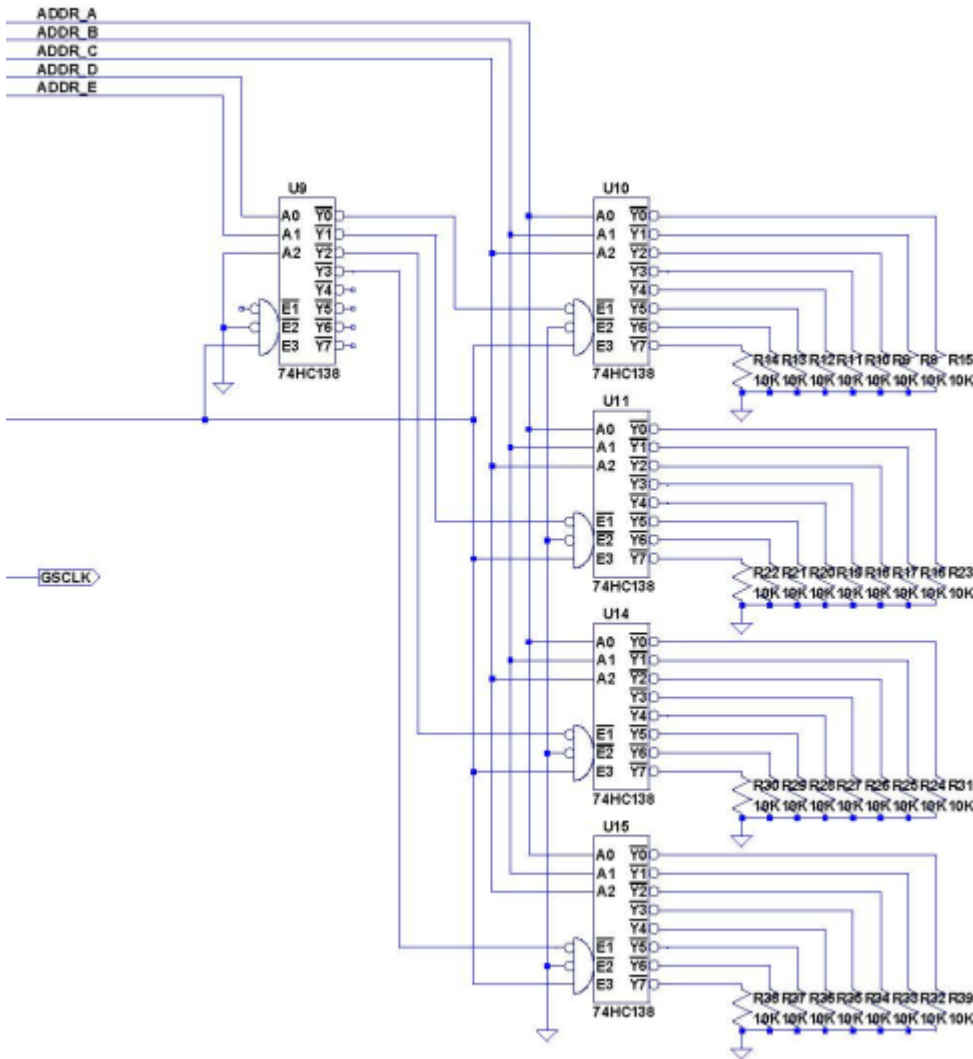 ADDR_A
ADDR_B
ADDR_C
ADDR_D
ADDR_E
U9
A0 Y0
A1 Y1
A2 Y2
Y3
Y4
E1 Y5
E2 Y6
E3 Y7
74HC138
U10
A0 Y0
A1 Y1
A2 Y2
Y3
Y4
E1 Y5
E2 Y6
E3 Y7
74HC138
R14 R13 R12 R11 R10 R9 R8 R15
10K 10K 10K 10K 10K 10K 10K 10K
U11
A0 Y0
A1 Y1
A2 Y2
Y3
Y4
E1 Y5
E2 Y6
E3 Y7
74HC138
R22 R21 R20 R19 R17 R23
10K 10K 10K 10K 10K 10K 10K 10K
GSCLK
U14
A0 Y0
A1 Y1
A2 Y2
Y3
Y4
E1 Y5
E2 Y6
E3 Y7
74HC138
R30 R29 R28 R27 R26 R25 R24 R31
10K 10K 10K 10K 10K 10K 10K 10K
U15
A0 Y0
A1 Y1
A2 Y2
Y3
Y4
E1 Y5
E2 Y6
E3 Y7
74HC138
R37 R35 R34 R33 R32 R39
10K 10K 10K 10K 10K 10K 10K 10K